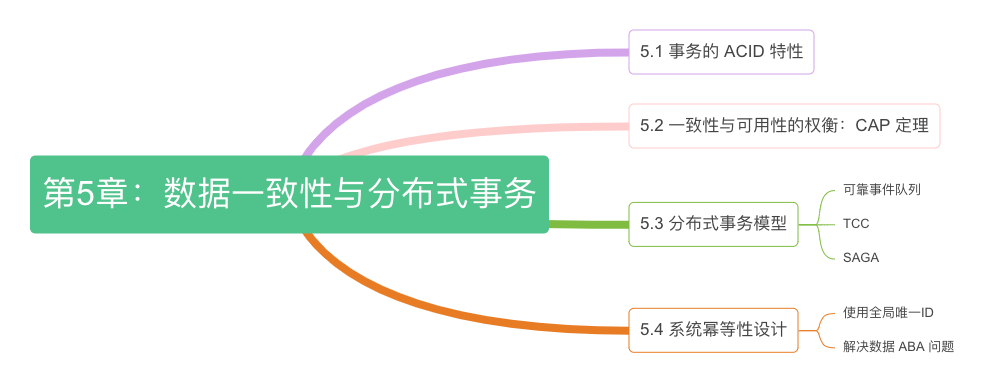 第5章：数据一致性与分布式事务
5.1 事务的 ACID 特性
5.2 一致性与可用性的权衡：CAP 定理
5.3 分布式事务模型
可靠事件队列
TCC
SAGA
5.4 系统幂等性设计
使用全局唯一ID
解决数据 ABA 问题